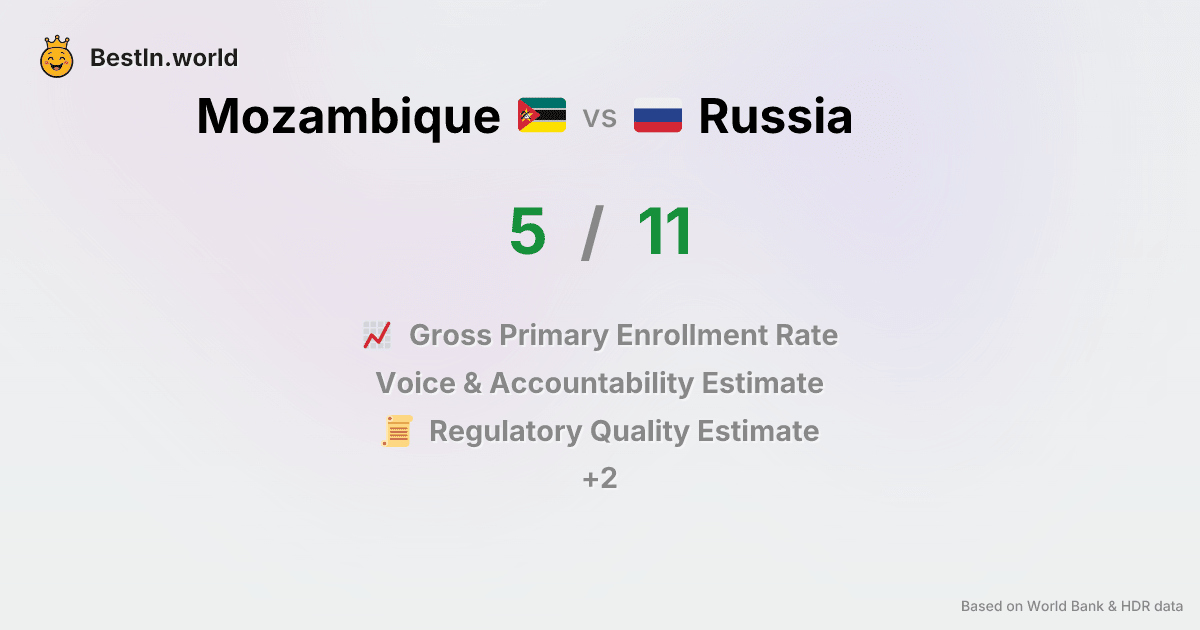 BestIn.world
Mozambique vs Russia
5 / 11
Gross Primary Enrollment Rate
Voice & Accountability Estimate
Regulatory Quality Estimate
+2
Based on World Bank & HDR data